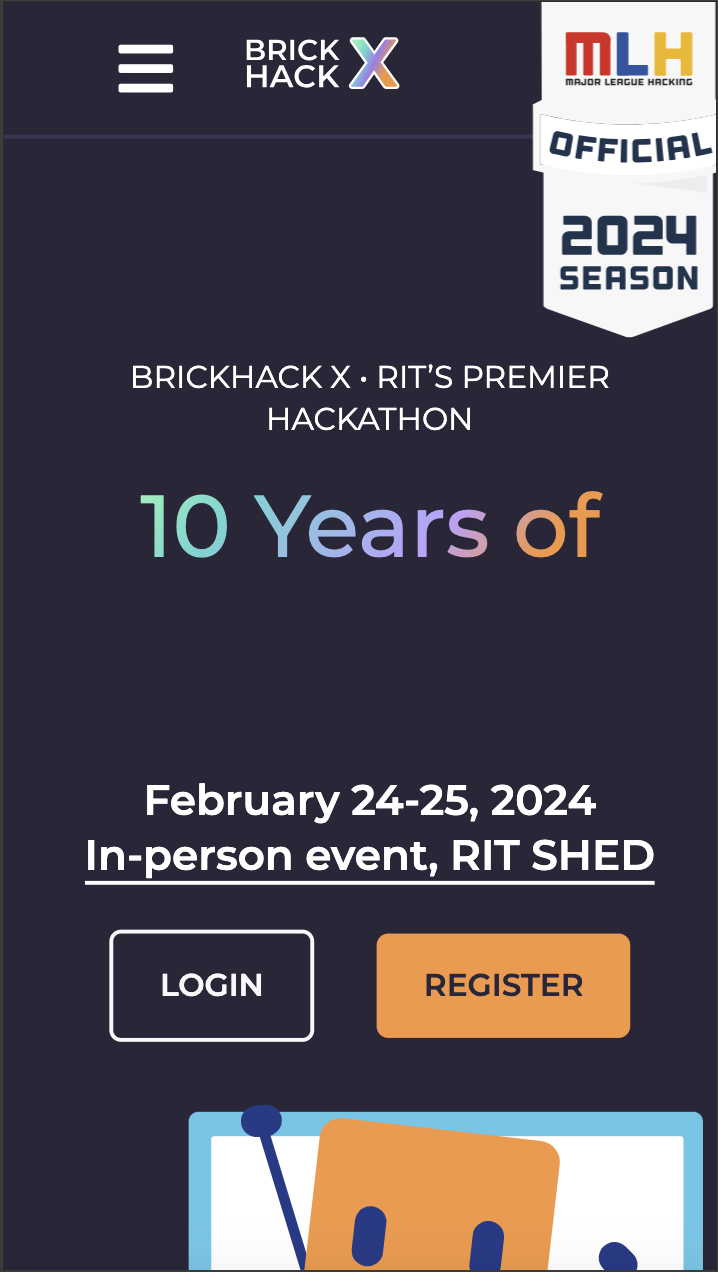 BRICK
HACK X
MLH
MAJOR LEAGUE HACKING
OFFICIAL
2024
SEASON
BRICKHACK X • RIT’S PREMIER
HACKATHON
10 Years of
February 24-25, 2024
In-person event, RIT SHED
LOGIN
REGISTER